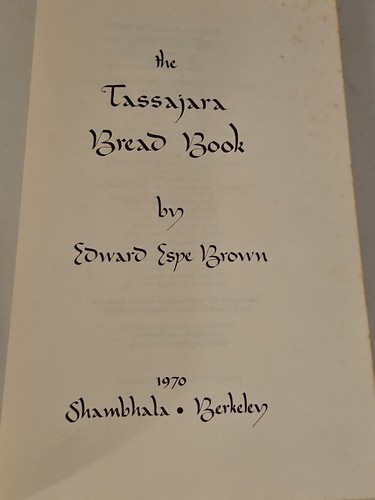 the
Tassajara
Bread Book
by
Edward Espe Brown
1970
Shambhala • Berkeley